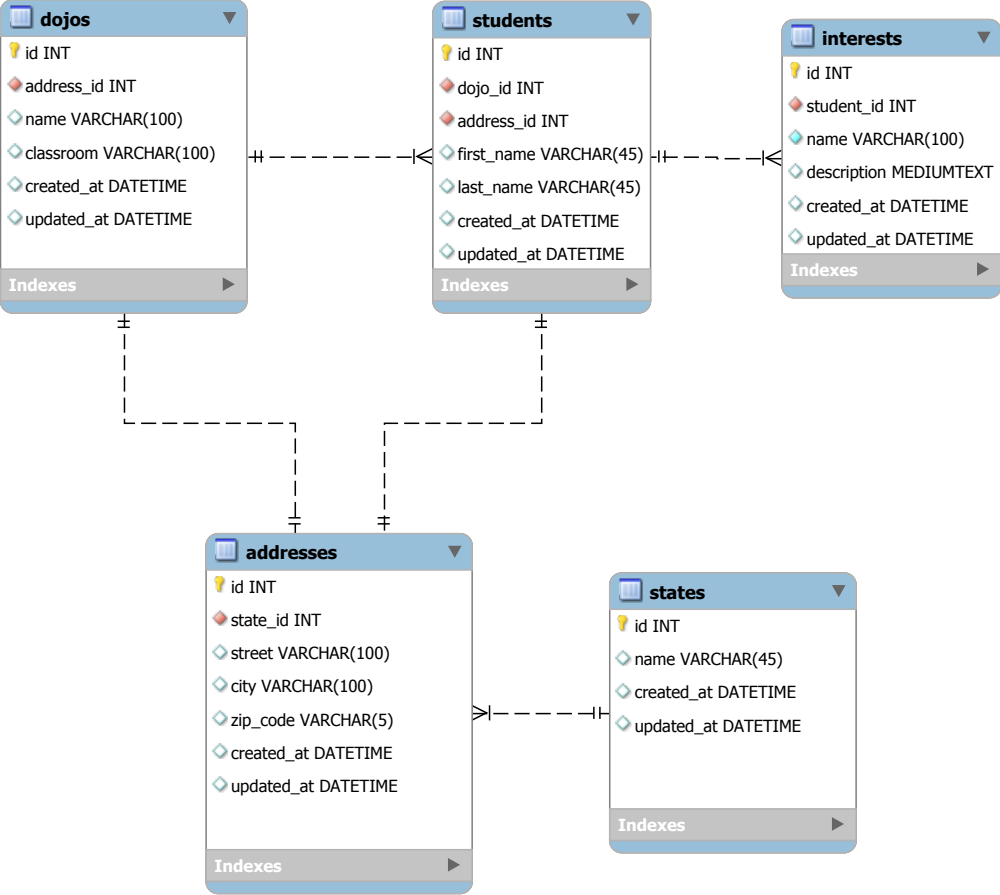 dojos
id INT
address_id INT
name VARCHAR(100)
classroom VARCHAR(100)
created_at DATETIME
updated_at DATETIME
Indexes
students
id INT
dojo_id INT
address_id INT
first_name VARCHAR(45)
last_name VARCHAR(45)
created_at DATETIME
updated_at DATETIME
Indexes
interests
id INT
student_id INT
name VARCHAR(100)
description MEDIUMTEXT
created_at DATETIME
updated_at DATETIME
Indexes
addresses
id INT
state_id INT
street VARCHAR(100)
city VARCHAR(100)
zip_code VARCHAR(5)
created_at DATETIME
updated_at DATETIME
Indexes
states
id INT
name VARCHAR(45)
created_at DATETIME
updated_at DATETIME
Indexes